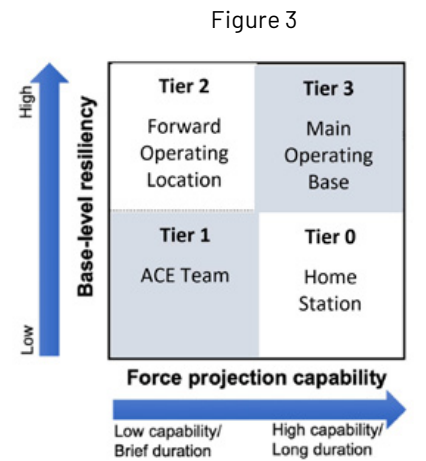 Figure 3
High
Base-level resiliency
Low
Tier 2
Forward
Operating
Location
Tier 3
Main
Operating
Base
Tier 1
ACE Team
Tier 0
Home
Station
Force projection capability
Low capability/
Brief duration
High capability/
Long duration